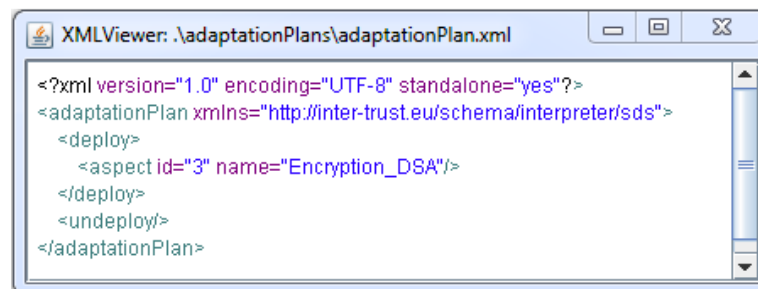 XMLViewer: .\adaptationPlans\adaptationPlan.xml
<?xml version="1.0" encoding="UTF-8" standalone="yes"?>
<adaptationPlan xmlns="http://inter-trust.eu/schema/interpreter/sds">
<deploy>
<aspect id="3" name="Encryption_DSA"/>
</deploy>
<undeploy/>
</adaptationPlan>